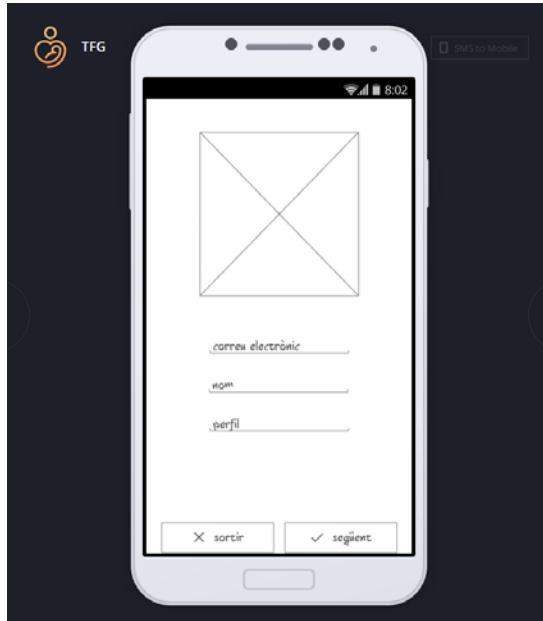 TFG
SMS to Mobile
8:02
correu electrònic
nom
perfil
sortir
següent